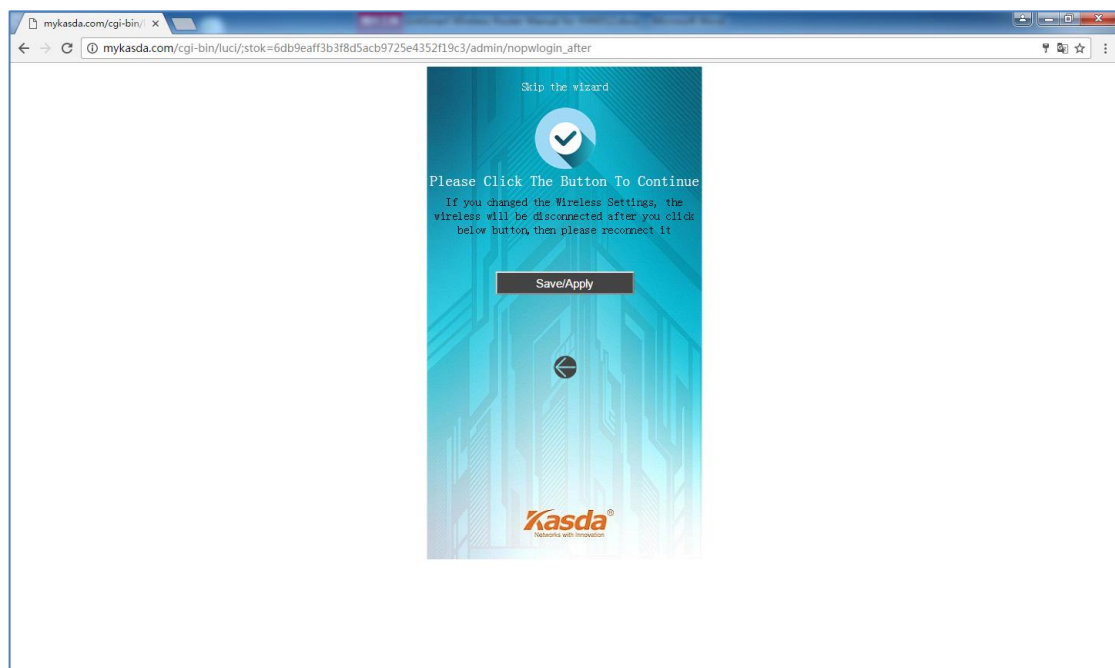 mykasda.com/cgi-bin/l
mykasda.com/cgi-bin/luci/;stok=6db9eaff3b3f8d5acb9725e4352f19c3/admin/nopwlogin_after
Skip the wizard
Please Click The Button To Continue
If you changed the Wireless Settings, the
wireless will be disconnected after you click
below button, then please reconnect it
Save/Apply
Kasda®
Networks with Innovation